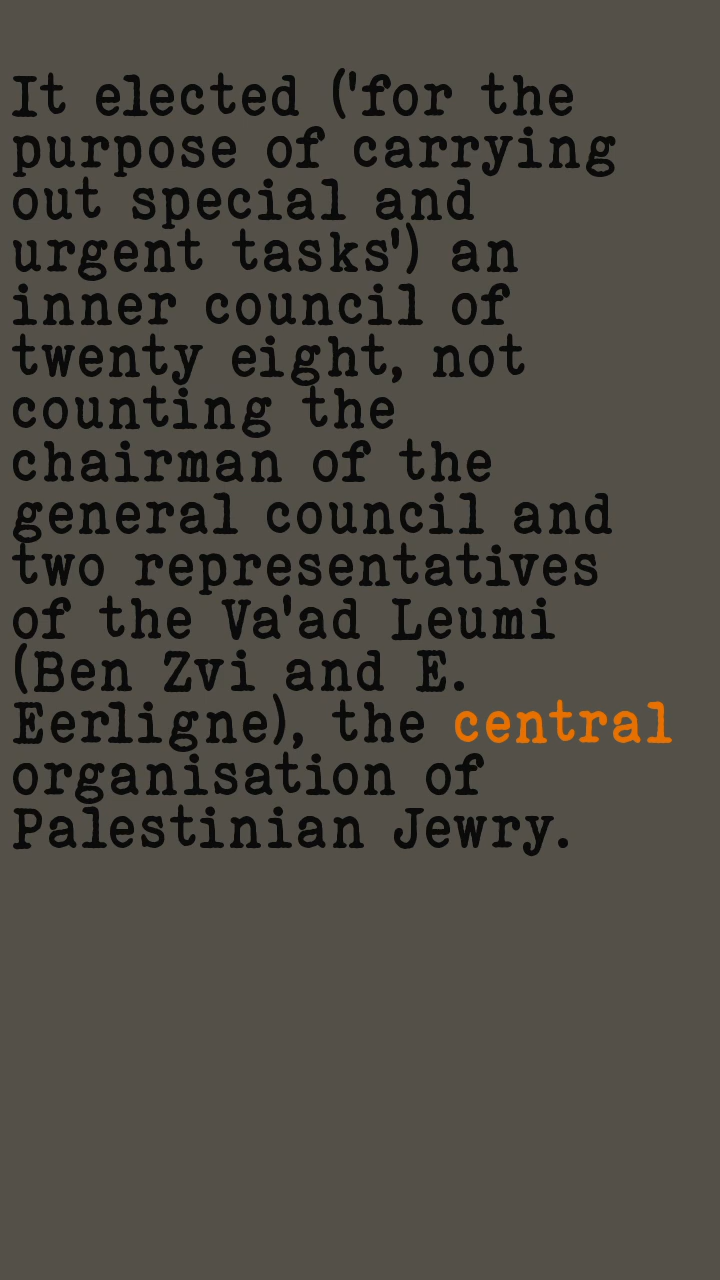 It elected ('for the
purpose of carrying
out special and
urgent tasks') an
inner council of
twenty eight, not
counting the
chairman of the
general council and
two representatives
of the Va'ad Leumi
(Ben Zvi and E.
Eerligne), the central
organisation of
Palestinian Jewry.